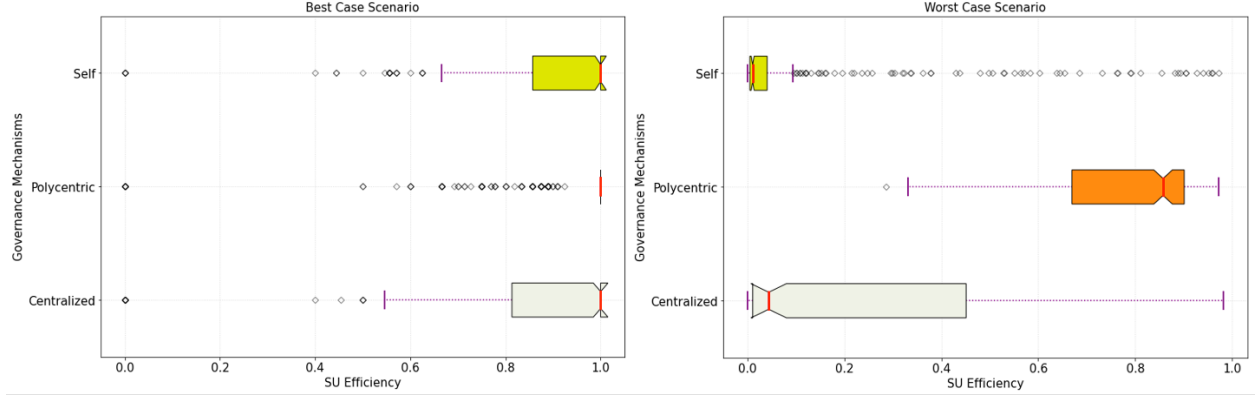 Best Case Scenario
Governance Mechanisms
Self
Polycentric
Centralized
0.0 0.2 0.4 0.6 0.8 1.0
SU Efficiency
Worst Case Scenario
Governance Mechanisms
Self
Polycentric
Centralized
0.0 0.2 0.4 0.6 0.8 1.0
SU Efficiency